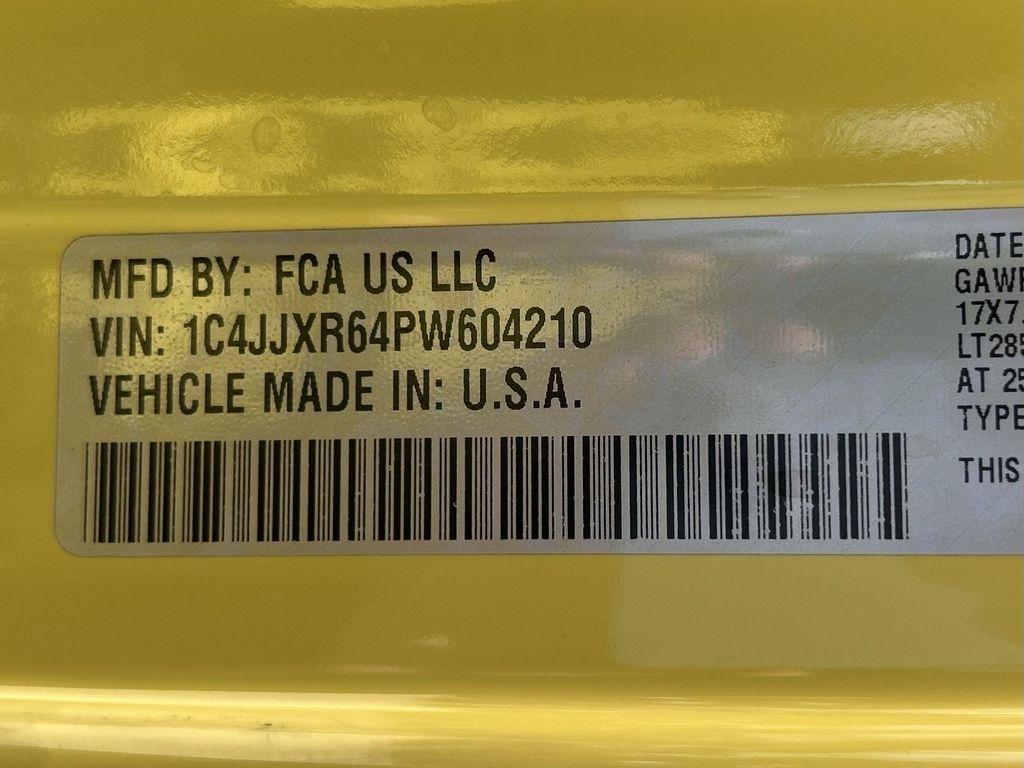 MFD BY: FCA US LLC
VIN: 1C4JJXR64PW604210
VEHICLE MADE IN: U.S.A.
DATE
17X7.
AT 25
TYPE
THIS